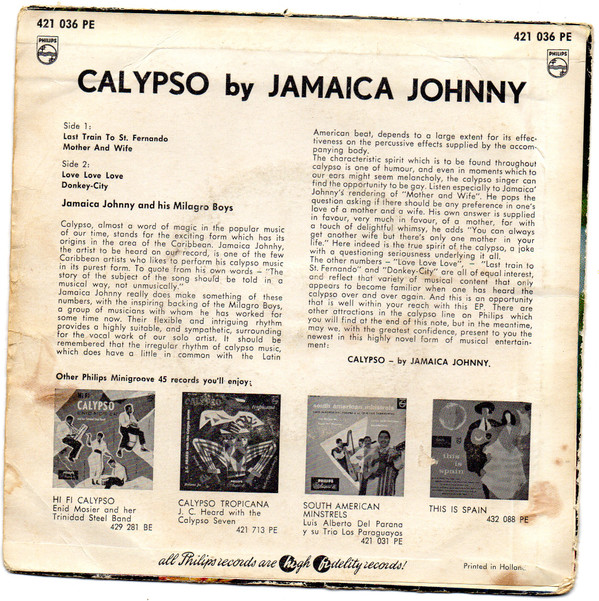 421 036 PE
421 036 PE
PHILIPS
PHILIPS
CALYPSO by JAMAICA JOHNNY
Side 1:
Last Train To St. Fernando
Mother And Wife
Side 2:
Love Love Love
Donkey-City
Jamaica Johnny and his Milagro Boys
Calypso, almost a word of magic in the popular music
of our time, stands for the exciting form which has its
origins in the area of the Caribbean. Jamaica Johnny,
the artist to be heard on our record, is one of the few
Caribbean artists who likes to perform his calypso music
in its purest form. To quote from his own words – "The
story of the subject of the song should be told in a
musical way, not unmusically."
Jamaica Johnny really does make something of these
numbers, with the inspiring backing of the Milagro Boys,
a group of musicians with whom he has worked for
some time now. Their flexible and intriguing rhythm
provides a highly suitable, and sympathetic, surrounding
for the vocal work of our solo artist. It should be
remembered that the irregular rhythm of calypso music,
which does have a little in common with the Latin
American beat, depends to a large extent for its effec-
tiveness on the percussive effects supplied by the accom-
panying body.
The characteristic spirit which is to be found throughout
calypso is one of humour, and even in moments which to
our ears might seem melancholy, the calypso singer can
find the opportunity to be gay. Listen especially to Jamaica'
Johnny's rendering of "Mother and Wife". He pops the
question asking if there should be any preference in one's
love of a mother and a wife. His own answer is supplied
in favour, very much in favour, of a mother, for with
a touch of delightful whimsy, he adds "You can always
get another wife but there's only one mother in your
life." Here indeed is the true spirit of the calypso, a joke
with a questioning seriousness underlying it all.
The other numbers – "Love Love Love", – "Last train to
St. Fernando" and "Donkey-City" are all of equal interest,
and reflect that variety of musical content that only
appears to become familiar when one has heard the
calypso over and over again. And this is an opportunity
that is well within your reach with this EP. There are
other attractions in the calypso line on Philips which
you will find at the end of this note, but in the meantime,
may we, with the greatest confidence, present to you the
newest in this highly novel form of musical entertain-
ment:
CALYPSO – by JAMAICA JOHNNY.
Other Philips Minigroove 45 records you'll enjoy:
HI-FI
CALYPSO
this is
spain
HI FI CALYPSO
Enid Mosier and her
Trinidad Steel Band
429 281 BE
CALYPSO TROPICANA
J. C. Heard with the
Calypso Seven
421 713 PE
SOUTH AMERICAN
MINSTRELS
Luis Alberto Del Parana
y su Trio Los Paraguayos
421 031 PE
THIS IS SPAIN
432 088 PE
all Philips records are high fidelity records!
Printed in Holland